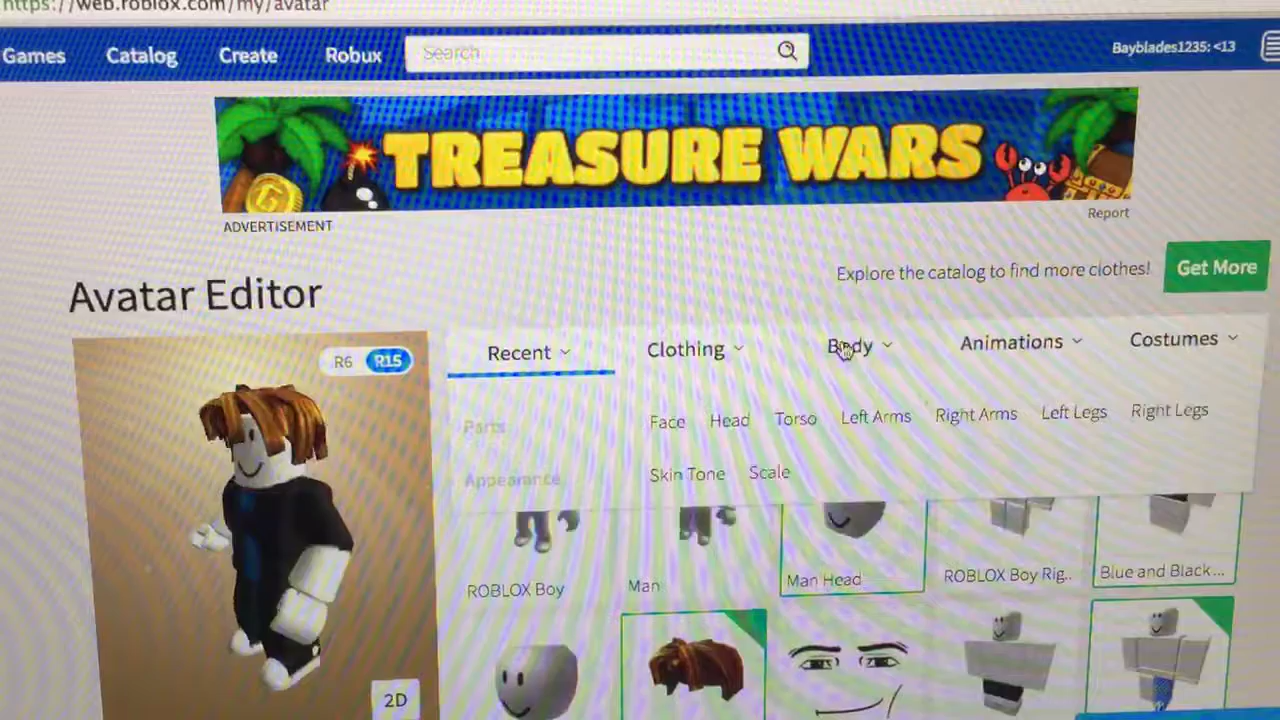 https://web.roblox.com/my/avatar
Games Catalog Create Robux Search Bayblades1235: <13
TREASURE WARS
G
ADVERTISEMENT Report
Explore the catalog to find more clothes! Get More
Avatar Editor
R6 R15
Recent Clothing Body Animations Costumes
Parts Face Head Torso Left Arms Right Arms Left Legs Right Legs
Appearance Skin Tone Scale
ROBLOX Boy Man Man Head ROBLOX Boy Rig.. Blue and Black ...
2D